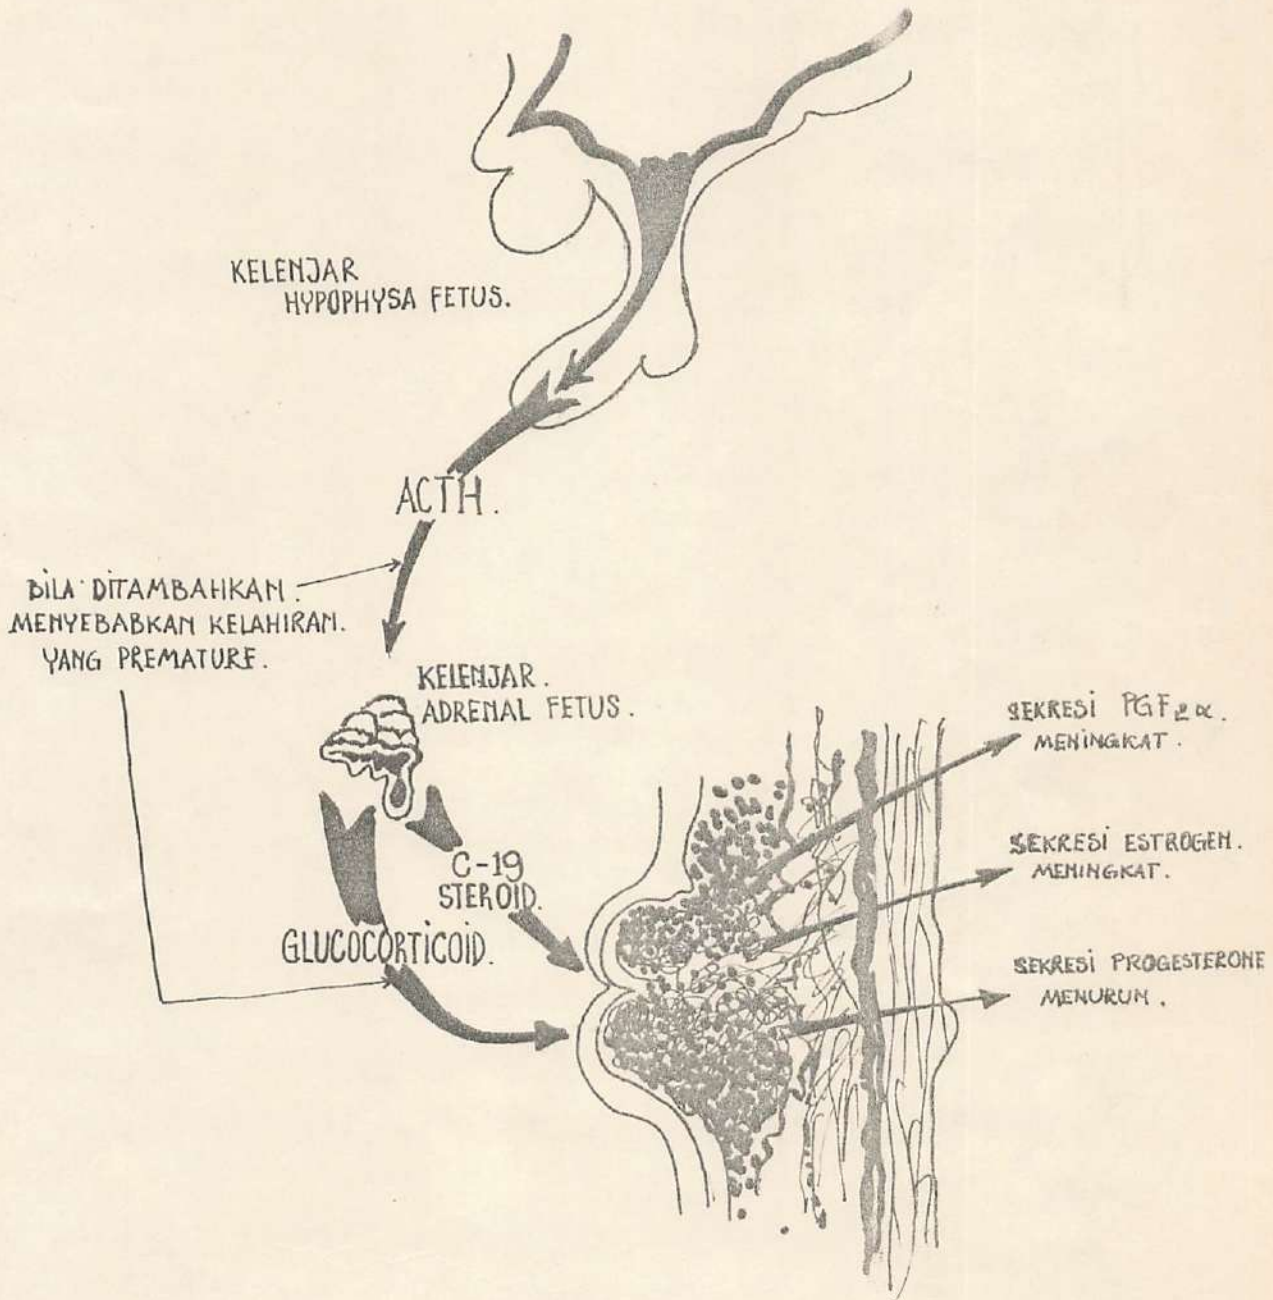 KELENJAR
HYPOPHYSA FETUS.
ACTH.
BILA DITAMBAHKAN.
MENYEBABKAN KELAHIRAN.
YANG PREMATURE.
KELENJAR.
ADRENAL FETUS.
SEKRESI PGF2α.
MENINGKAT.
C-19
STEROID.
SEKRESI ESTROGEN.
MENINGKAT.
GLUCOCORTICOID.
SEKRESI PROGESTERONE
MENURUN.